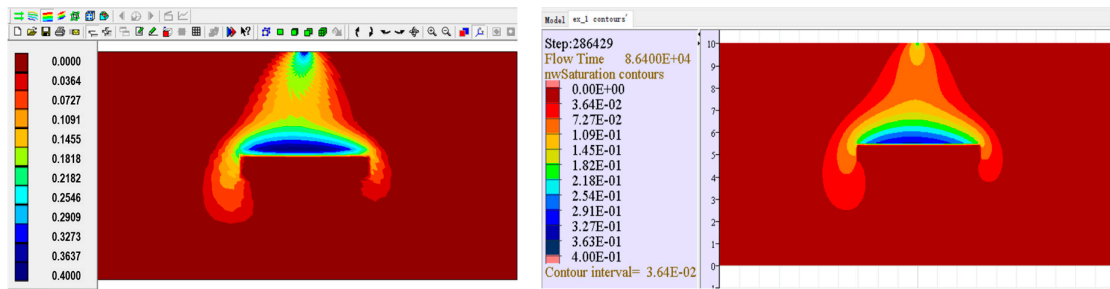 0.0000
0.0364
0.0727
0.1091
0.1455
0.1818
0.2182
0.2546
0.2909
0.3273
0.3637
0.4000
Model ex_1 contours'
Step:286429
Flow Time 8.6400E+04
nwSaturation contours
0.00E+00
3.64E-02
7.27E-02
1.09E-01
1.45E-01
1.82E-01
2.18E-01
2.54E-01
2.91E-01
3.27E-01
3.63E-01
4.00E-01
Contour interval= 3.64E-02
10
9
8
7
6
5
4
3
2
1
0